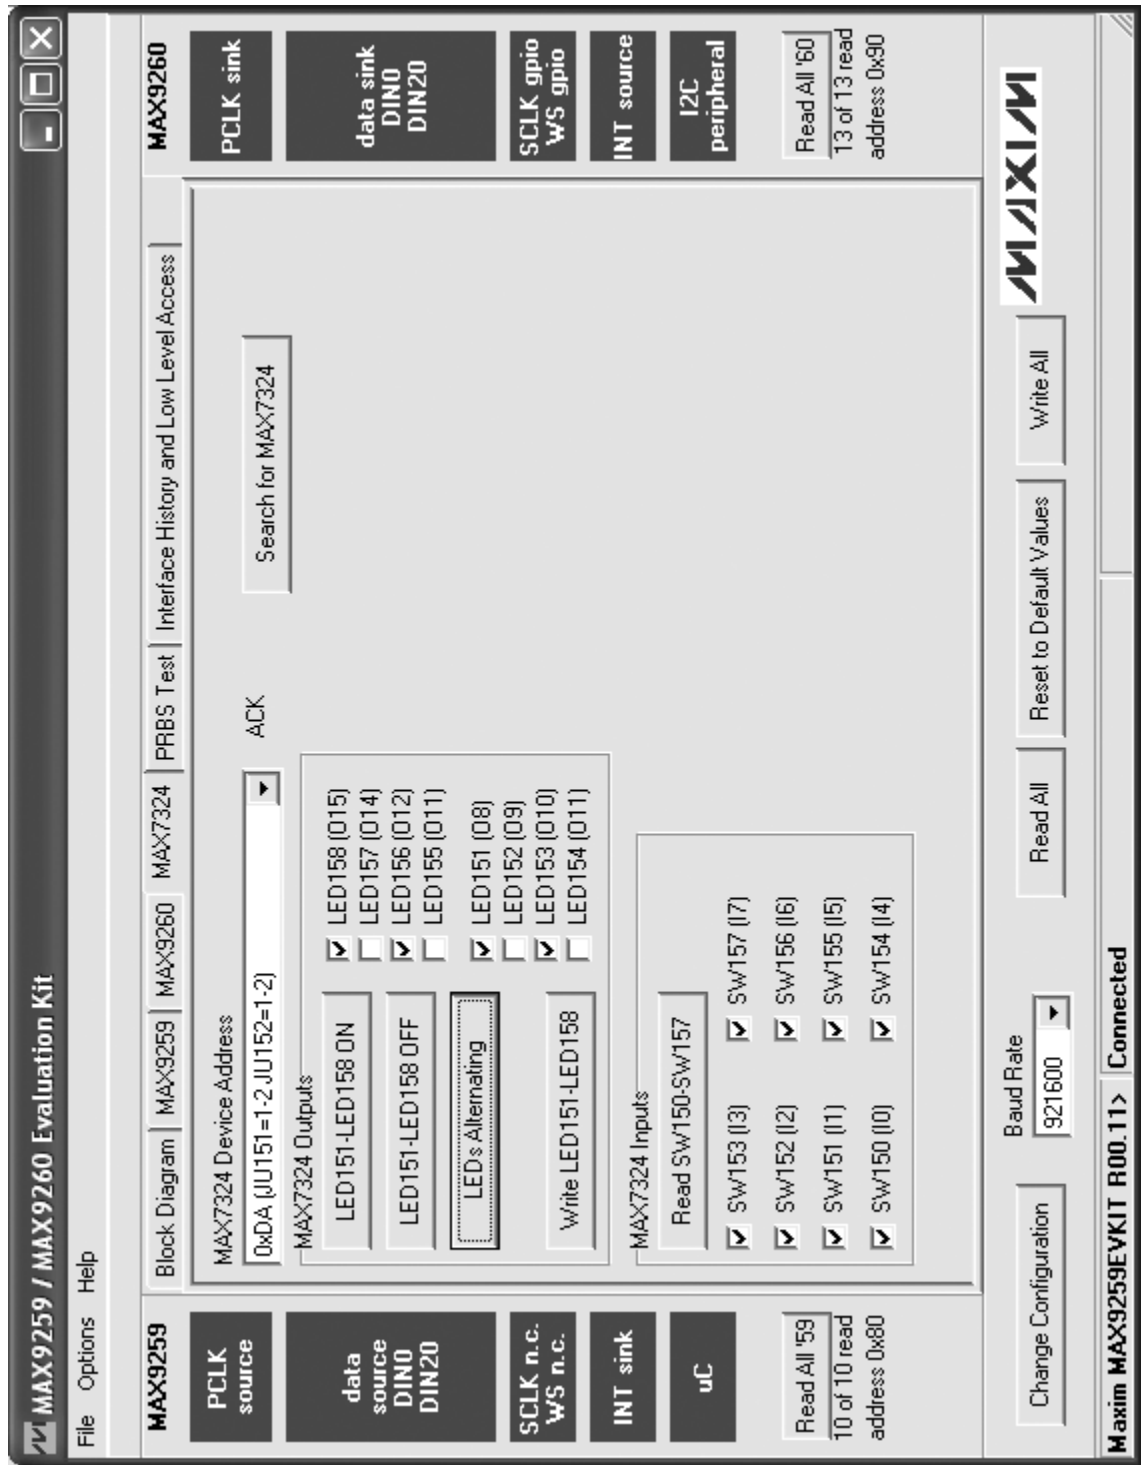 MAX9259 / MAX9260 Evaluation Kit
File Options Help
MAX9259
PCLK
source
data
source
DIN0
DIN20
SCLK n.c.
WS n.c.
INT sink
uC
Read All '59
10 of 10 read
address 0x80
Block Diagram MAX9259 MAX9260 MAX7324 PRBS Test Interface History and Low Level Access
MAX7324 Device Address
0xDA (JU151=1-2 JU152=1-2) ACK Search for MAX7324
MAX7324 Outputs
LED151-LED158 ON
LED151-LED158 OFF
LEDs Alternating
Write LED151-LED158
LED158 (O15)
LED157 (O14)
LED156 (O12)
LED155 (O11)
LED151 (O8)
LED152 (O9)
LED153 (O10)
LED154 (O11)
MAX7324 Inputs
Read SW150-SW157
SW153 (I3) SW157 (I7)
SW152 (I2) SW156 (I6)
SW151 (I1) SW155 (I5)
SW150 (I0) SW154 (I4)
MAX9260
PCLK sink
data sink
DIN0
DIN20
SCLK gpio
WS gpio
INT source
I2C
peripheral
Read All '60
13 of 13 read
address 0x90
Change Configuration
Baud Rate
921600
Read All Reset to Default Values Write All
MAXIM
Maxim MAX9259EVKIT R00.11> Connected